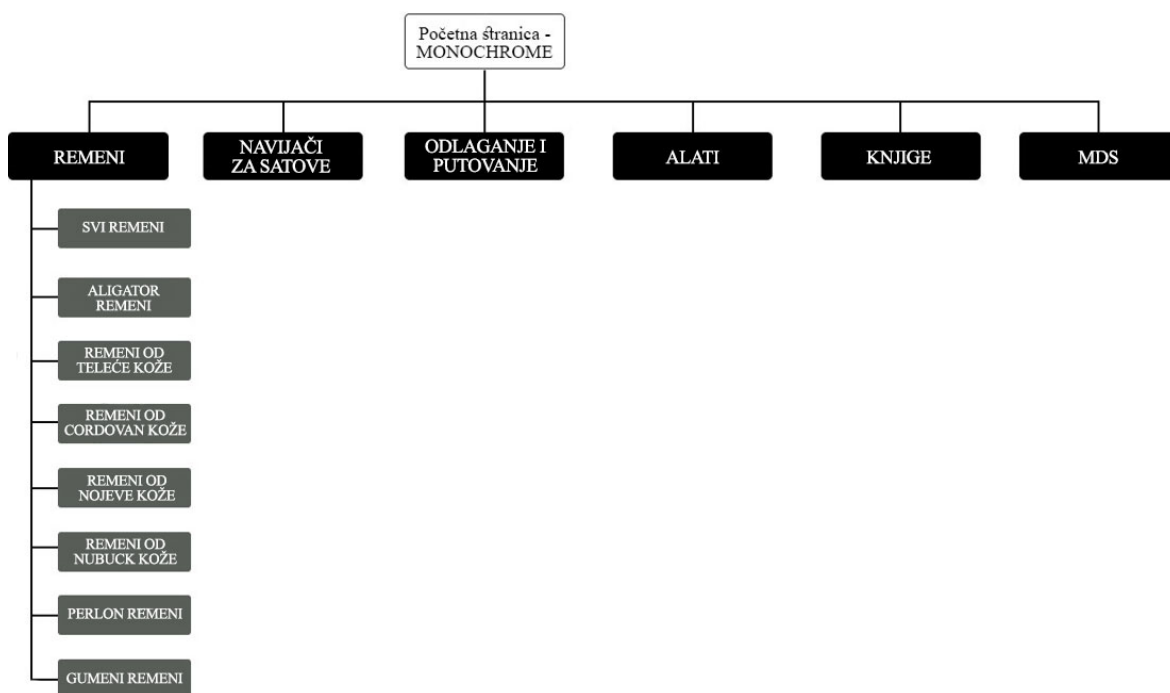 Početna stranica -
MONOCHROME
REMENI
NAVIJAČI
ZA SATOVE
ODLAGANJE I
PUTOVANJE
ALATI
KNJIGE
MDS
SVI REMENI
ALIGATOR
REMENI
REMENI OD
TELEĆE KOŽE
REMENI OD
CORDOVAN KOŽE
REMENI OD
NOJEVE KOŽE
REMENI OD
NUBUCK KOŽE
PERLON REMENI
GUMENI REMENI